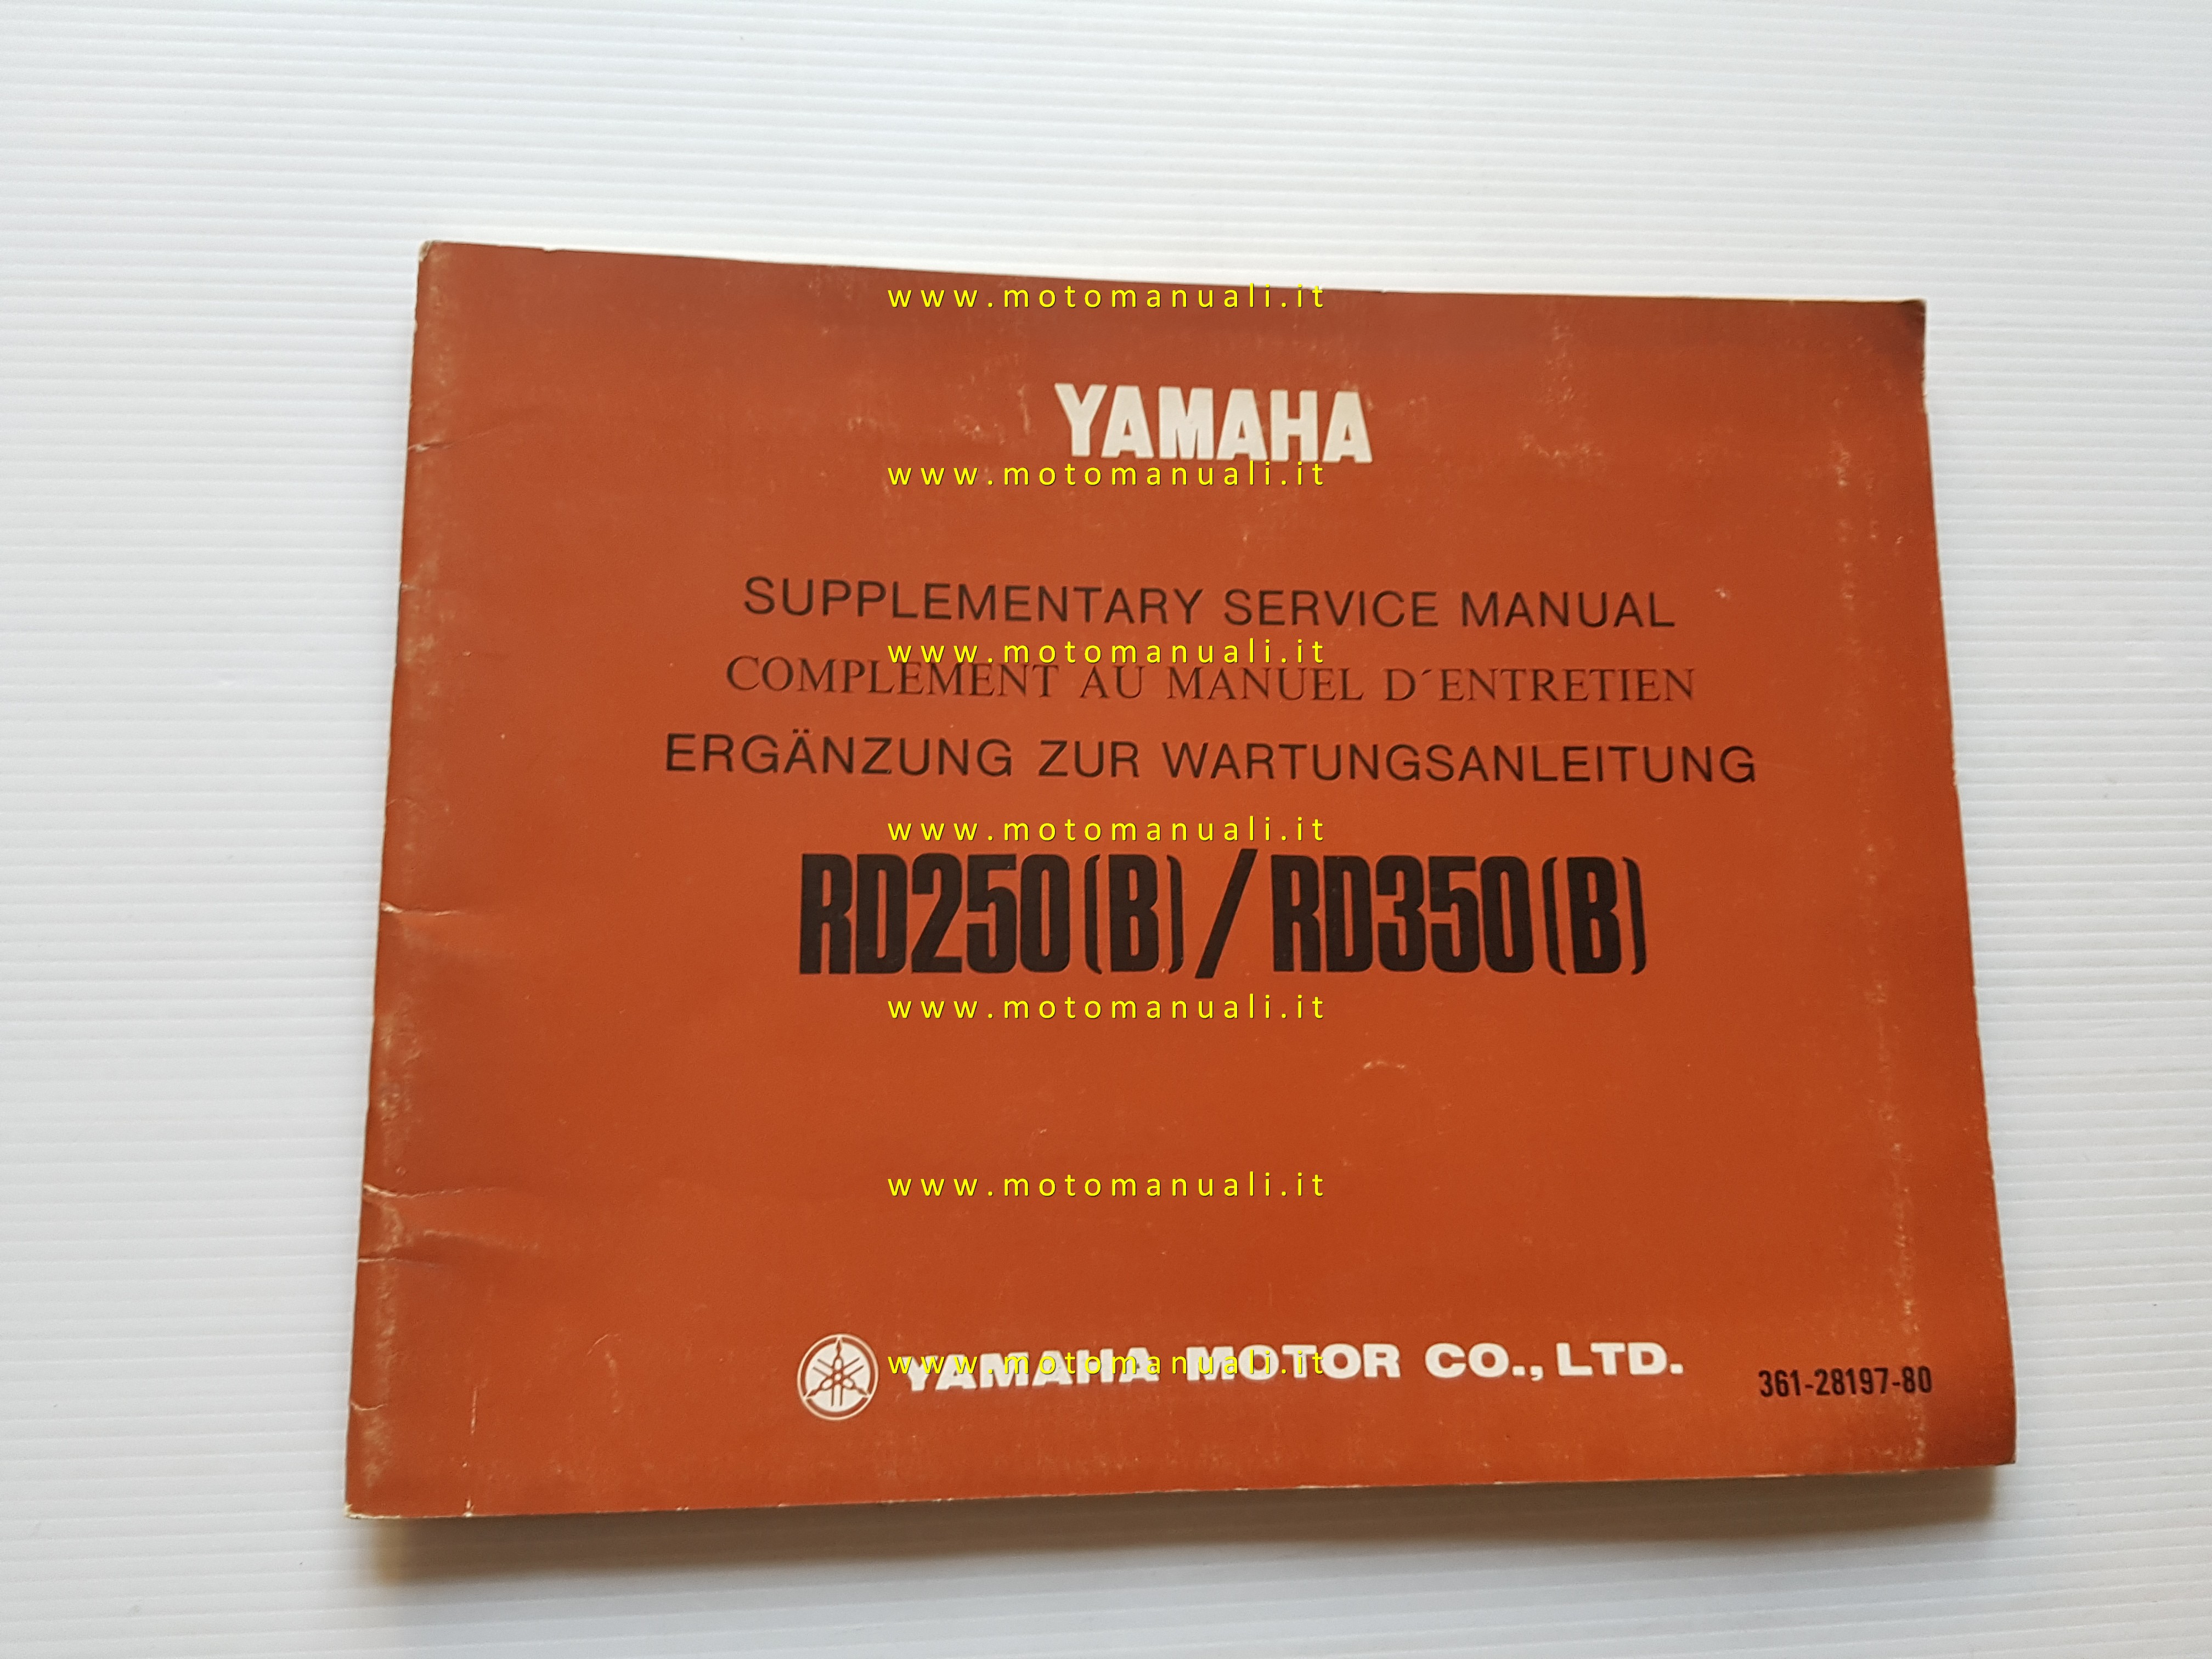 www.motomanuali.it
YAMAHA
www.motomanuali.it
SUPPLEMENTARY SERVICE MANUAL
www.motomanuali.it
COMPLEMENT AU MANUEL D´ENTRETIEN
ERGÄNZUNG ZUR WARTUNGSANLEITUNG
www.motomanuali.it
RD250(B)/RD350(B)
www.motomanuali.it
www.motomanuali.it
YAMAHA MOTOR CO., LTD.
www.motomanuali.it
361-28197-80